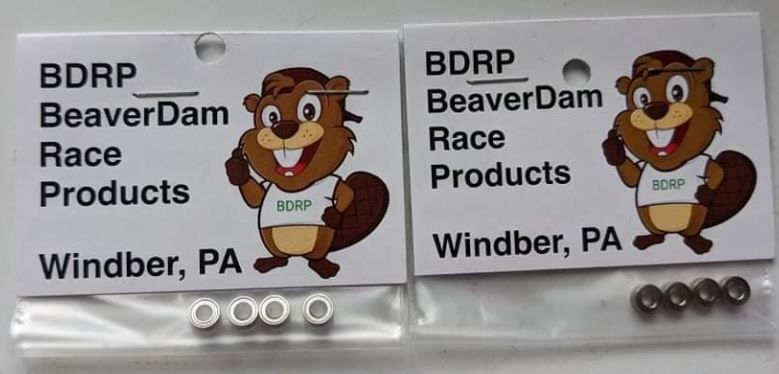 BDRP
BeaverDam
Race
Products
Windber, PA
BDRP
BDRP
BeaverDam
Race
Products
Windber, PA
BDRP